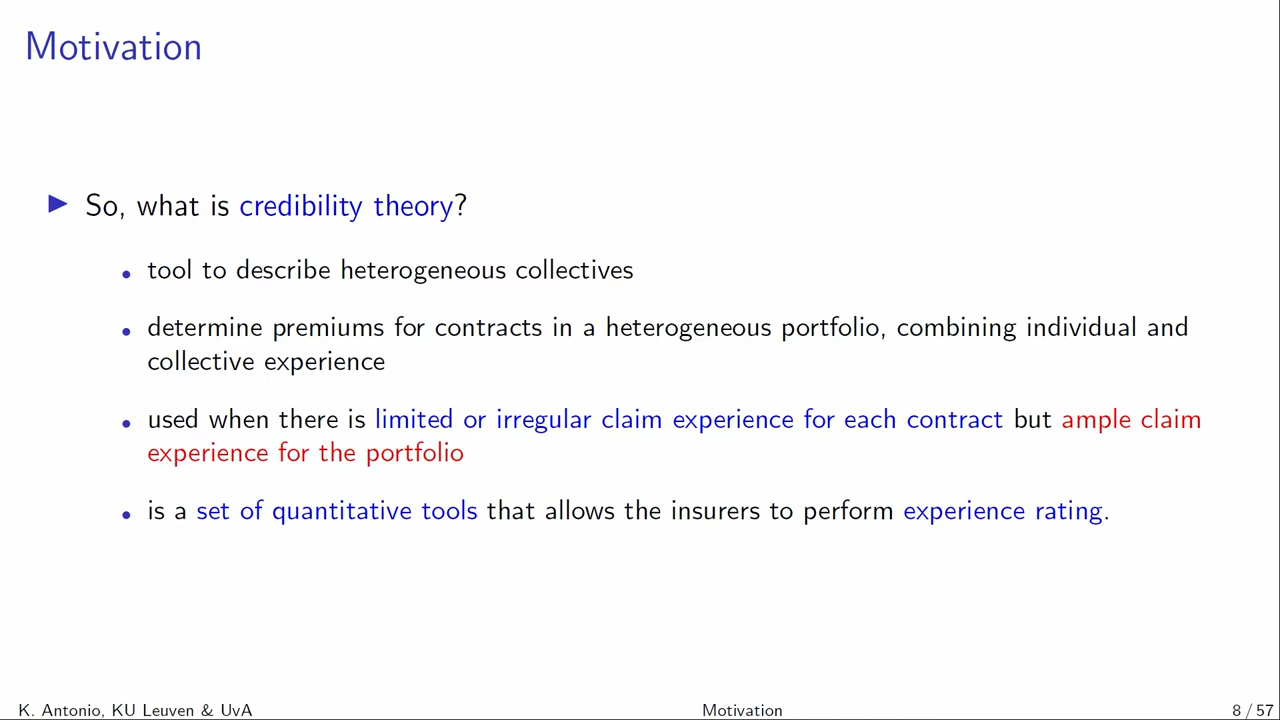 Motivation
So, what is credibility theory?
tool to describe heterogeneous collectives
determine premiums for contracts in a heterogeneous portfolio, combining individual and
collective experience
used when there is limited or irregular claim experience for each contract but ample claim
experience for the portfolio
is a set of quantitative tools that allows the insurers to perform experience rating.
K. Antonio, KU Leuven & UvA
Motivation
8 / 57